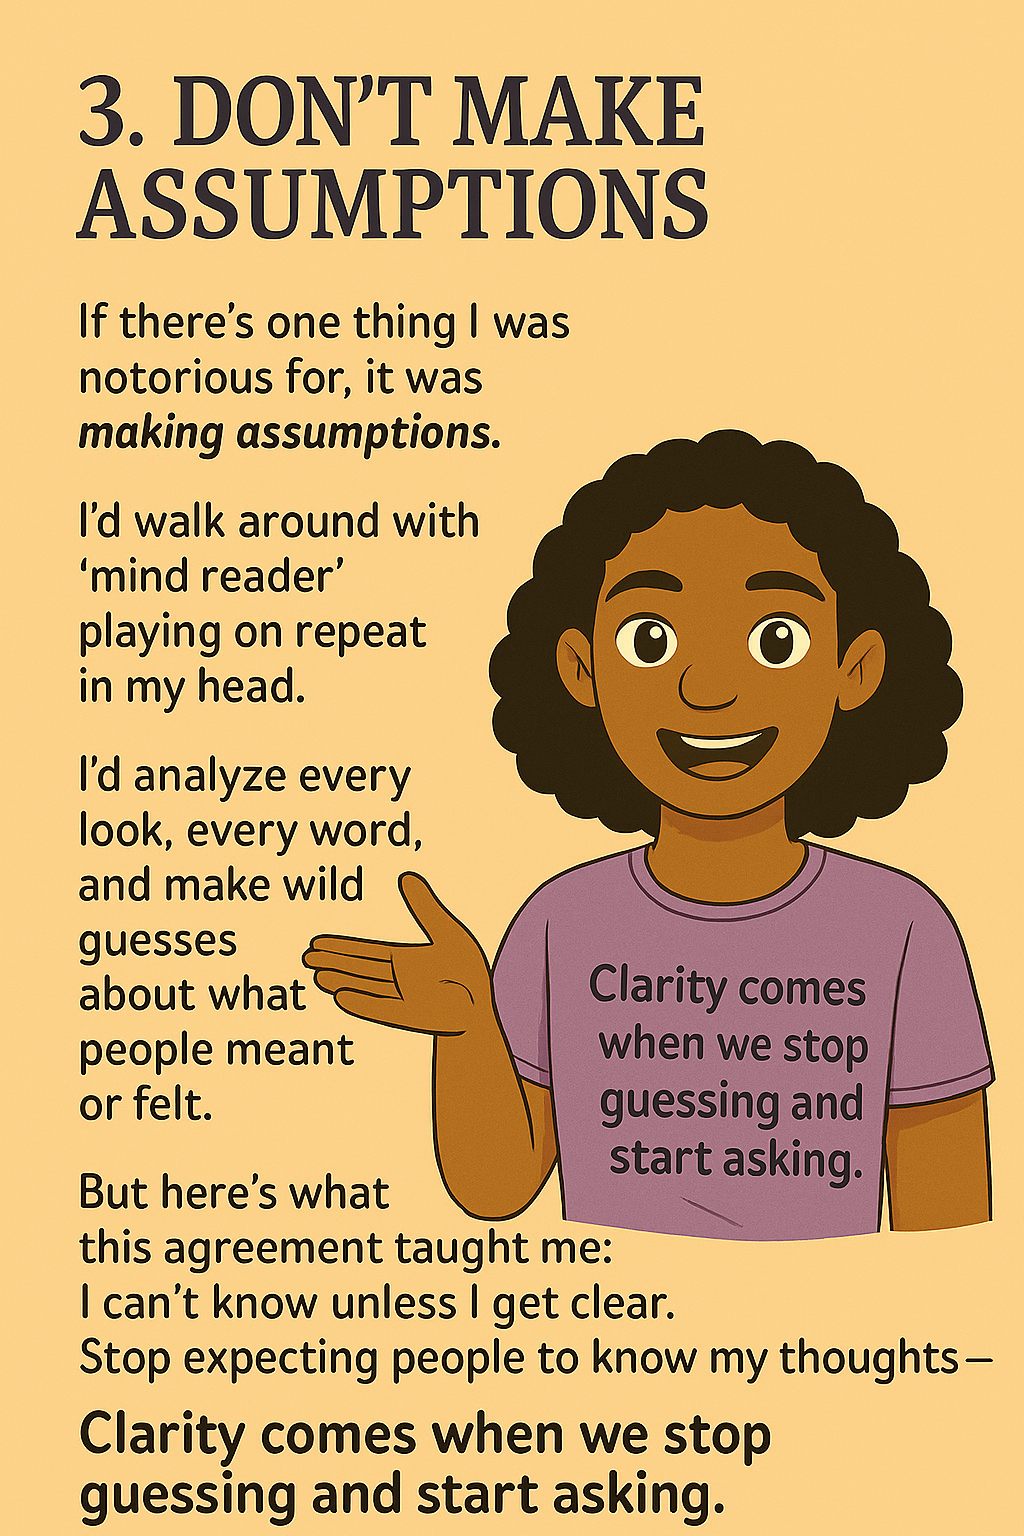 3. DON’T MAKE
ASSUMPTIONS
If there’s one thing I was
notorious for, it was
making assumptions.
I’d walk around with
‘mind reader’
playing on repeat
in my head.
I’d analyze every
look, every word,
and make wild
guesses
about what
people meant
or felt.
But here’s what
this agreement taught me:
I can’t know unless I get clear.
Stop expecting people to know my thoughts—
Clarity comes when we stop
guessing and start asking.
Clarity comes
when we stop
guessing and
start asking.